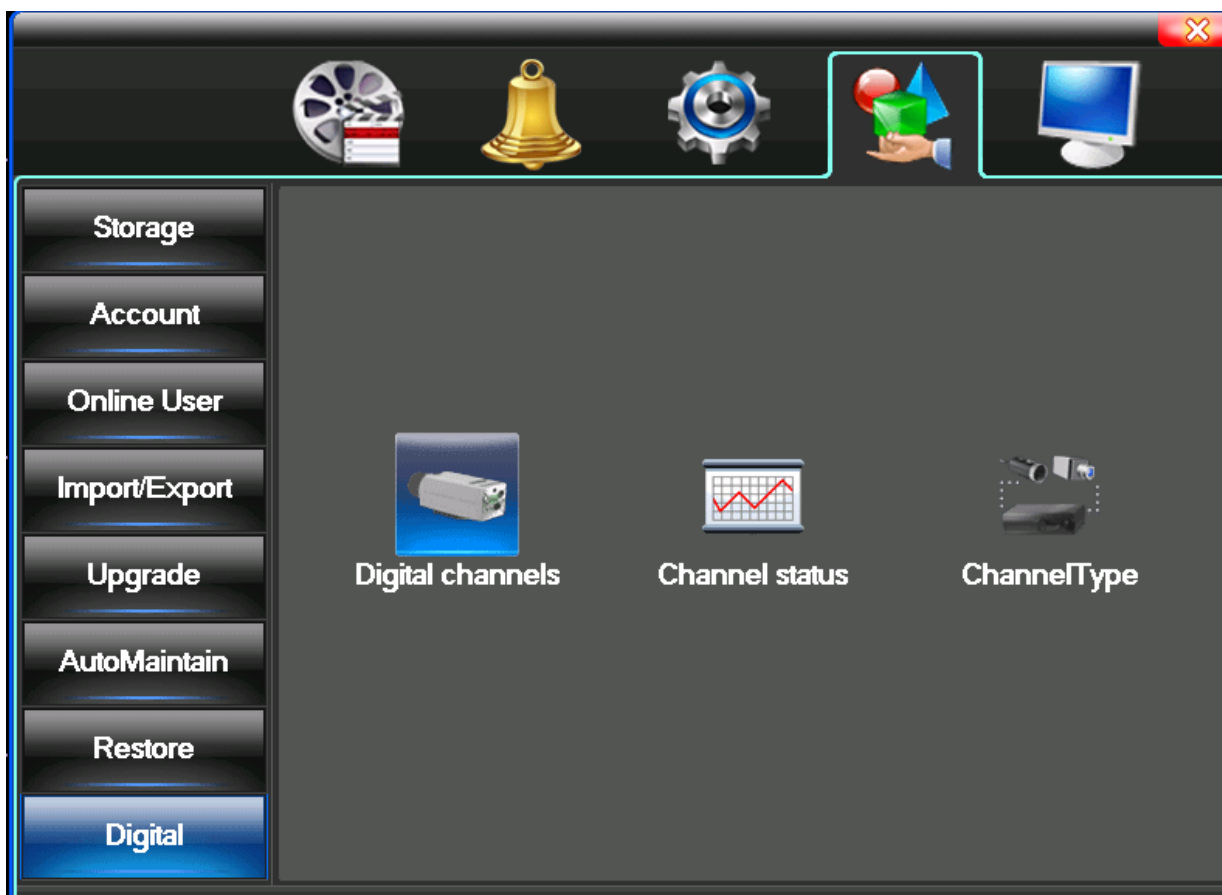 Storage
Account
Online User
Import/Export
Upgrade
AutoMaintain
Restore
Digital
Digital channels
Channel status
ChannelType